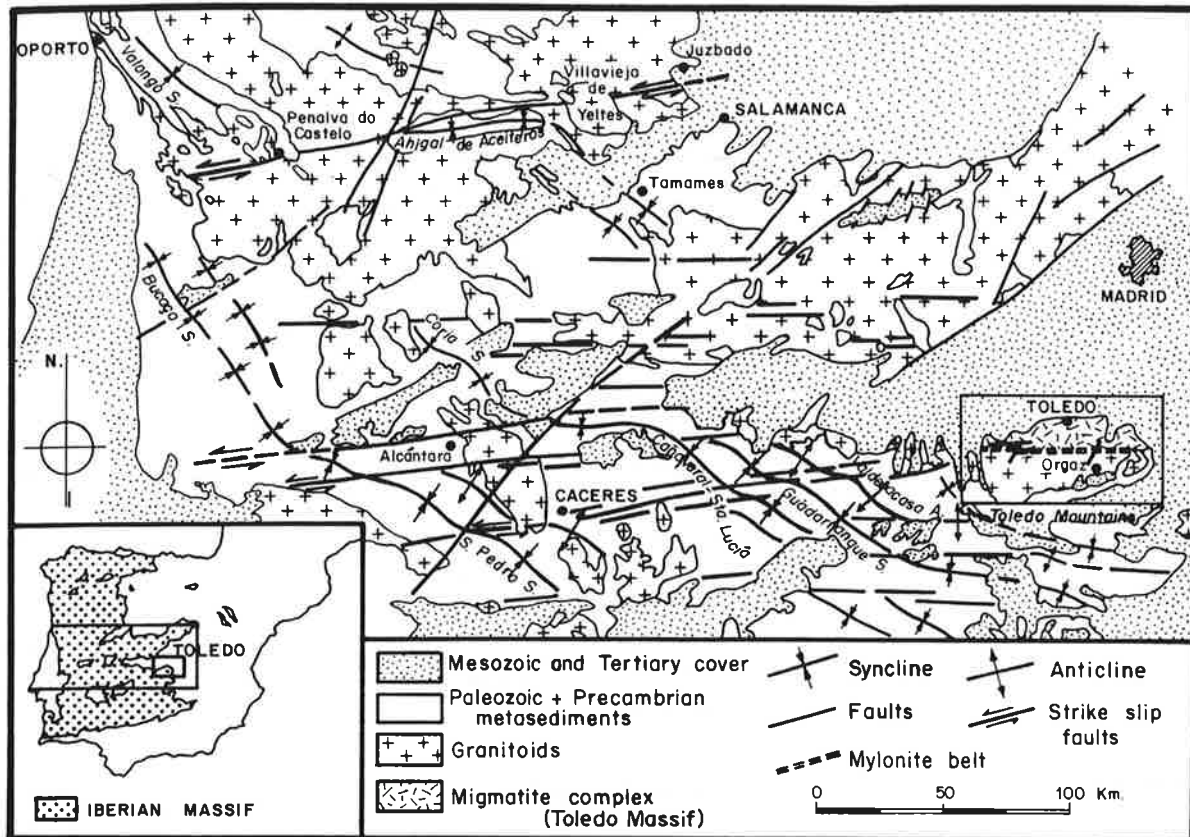 OPORTO
Valongo S.
Juzbado
Villavieja
de
Yeltes
SALAMANCA
Penalva do
Castelo
Ahigal de Aceiteros
Tamames
MADRID
Buçaço S.
Coria S.
N.
TOLEDO
Orgaz
Alcántara
CACERES
Cañaveral-Sta Lucía
Guadarranque S.
Toledo Mountains
S. Pedro S.
TOLEDO
IBERIAN MASSIF
Mesozoic and Tertiary cover
Paleozoic + Precambrian
metasediments
Granitoids
Migmatite complex
(Toledo Massif)
Syncline
Anticline
Faults
Strike slip
faults
Mylonite belt
0 50 100 Km.